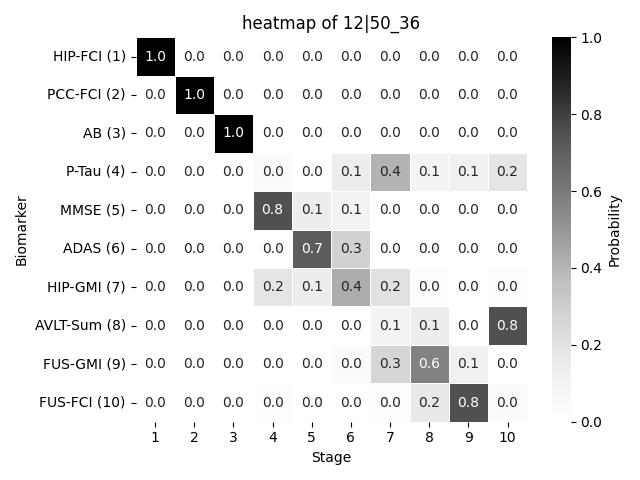 heatmap of 12|50_36
HIP-FCI (1) 1.0 0.0 0.0 0.0 0.0 0.0 0.0 0.0 0.0 0.0
PCC-FCI (2) 0.0 1.0 0.0 0.0 0.0 0.0 0.0 0.0 0.0 0.0
AB (3) 0.0 0.0 1.0 0.0 0.0 0.0 0.0 0.0 0.0 0.0
P-Tau (4) 0.0 0.0 0.0 0.0 0.0 0.1 0.4 0.1 0.1 0.2
MMSE (5) 0.0 0.0 0.0 0.8 0.1 0.1 0.0 0.0 0.0 0.0
ADAS (6) 0.0 0.0 0.0 0.0 0.7 0.3 0.0 0.0 0.0 0.0
HIP-GMI (7) 0.0 0.0 0.0 0.2 0.1 0.4 0.2 0.0 0.0 0.0
AVLT-Sum (8) 0.0 0.0 0.0 0.0 0.0 0.0 0.1 0.1 0.0 0.8
FUS-GMI (9) 0.0 0.0 0.0 0.0 0.0 0.0 0.3 0.6 0.1 0.0
FUS-FCI (10) 0.0 0.0 0.0 0.0 0.0 0.0 0.0 0.2 0.8 0.0
1 2 3 4 5 6 7 8 9 10
Stage
Biomarker
1.0
0.8
0.6
0.4
0.2
0.0
Probability